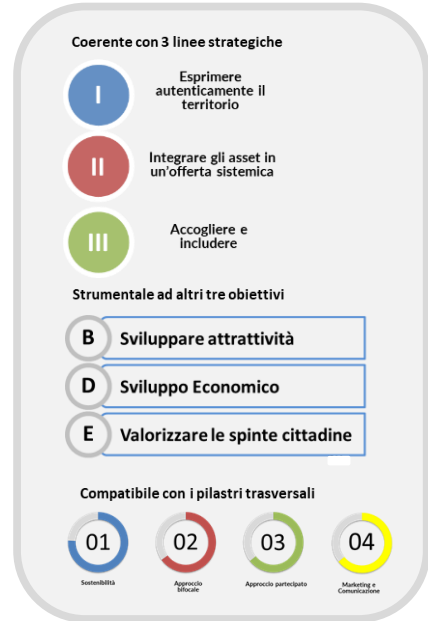 Coerente con 3 linee strategiche
I
Esprimere
autenticamente il
territorio
II
Integrare gli asset in
un'offerta sistemica
III
Accogliere e
includere
Strumentale ad altri tre obiettivi
B
Sviluppare attrattività
D
Sviluppo Economico
E
Valorizzare le spinte cittadine
Compatibile con i pilastri trasversali
01
02
03
04
Sostenibilità
Approccio
bifocale
Approccio partecipato
Marketing e
Comunicazione